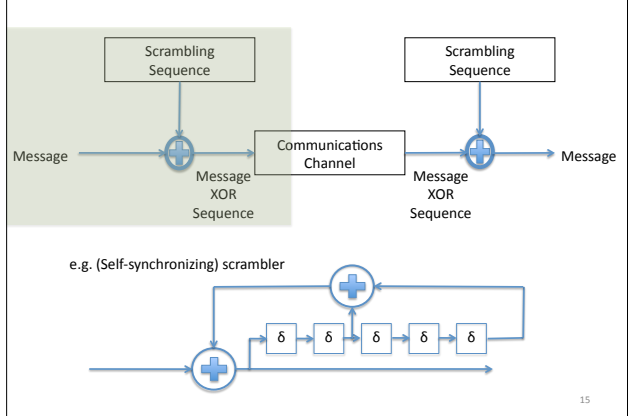 Scrambling
Sequence
Scrambling
Sequence
Message
Communications
Channel
Message
Message
XOR
Sequence
Message
XOR
Sequence
e.g. (Self-synchronizing) scrambler
δ δ δ δ δ
15